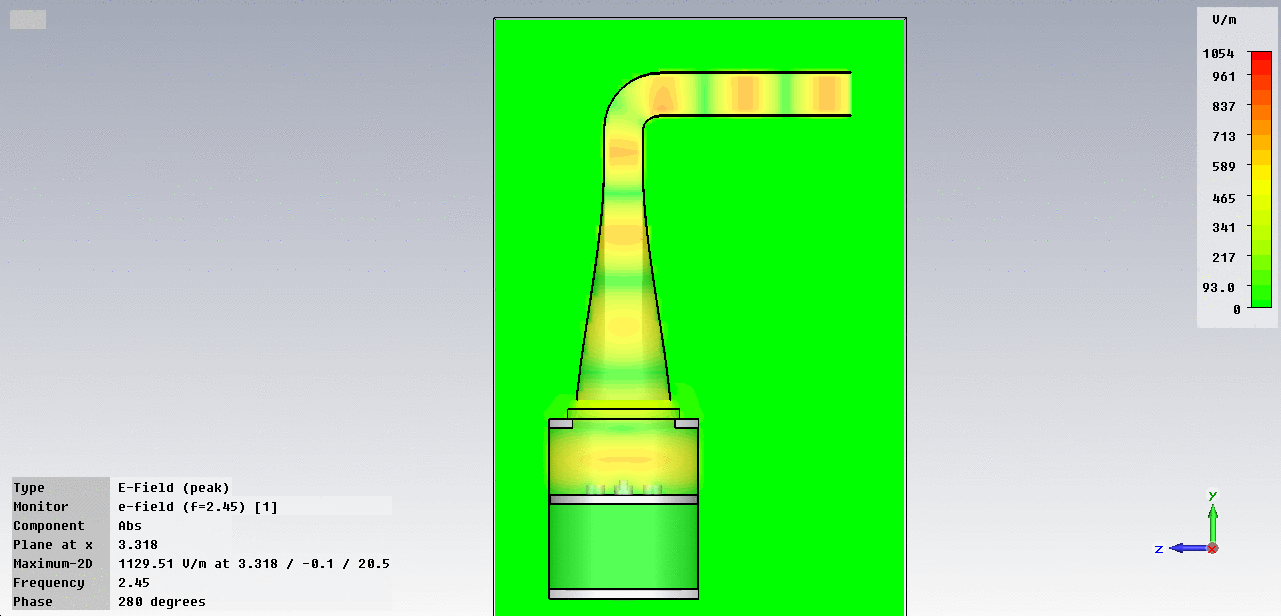 V/m
1054
961
837
713
589
465
341
217
93.0
0
Type E-Field (peak)
Monitor e-field (f=2.45) [1]
Component Abs
Plane at x 3.318
Maximum-2D 1129.51 V/m at 3.318 / -0.1 / 20.5
Frequency 2.45
Phase 280 degrees
y
z
x